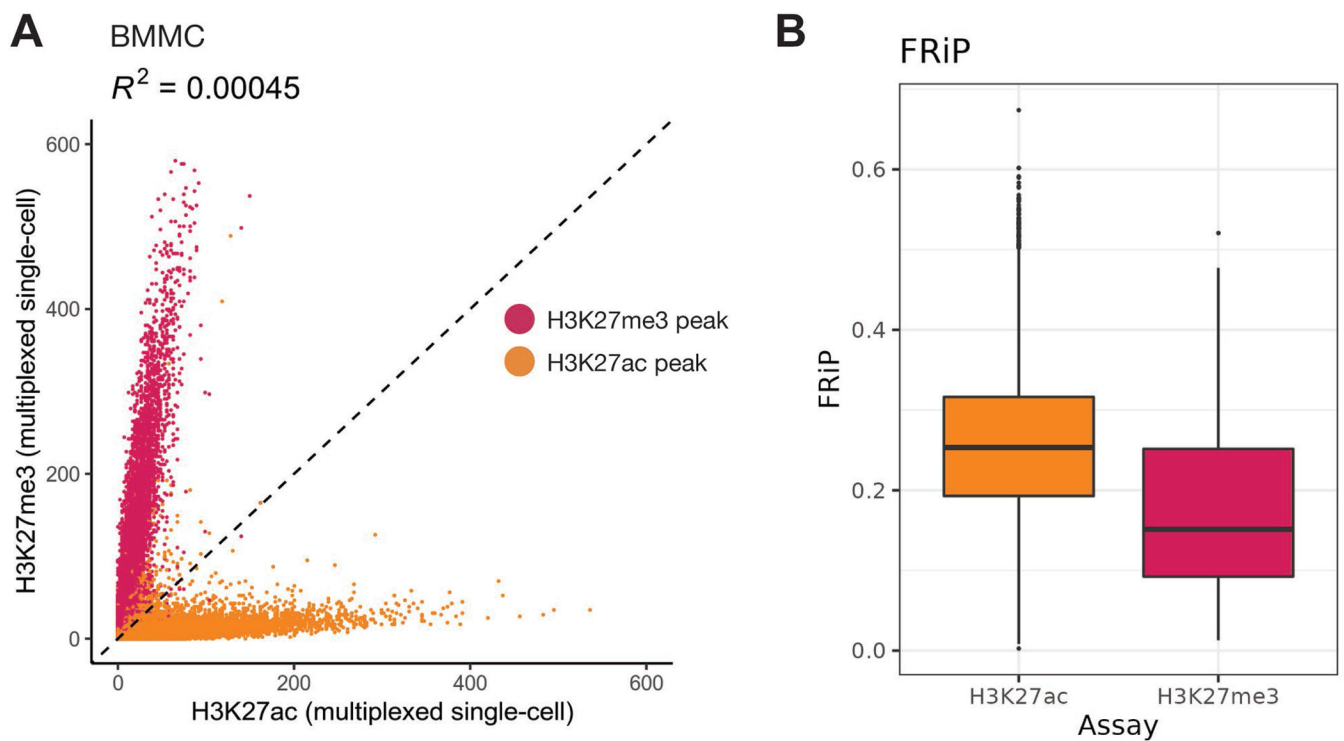 A
BMMC
R² = 0.00045
600
400
200
0
0
200
400
600
H3K27me3 (multiplexed single-cell)
H3K27ac (multiplexed single-cell)
H3K27me3 peak
H3K27ac peak
B
FRiP
0.6
0.4
0.2
0.0
FRiP
H3K27ac
H3K27me3
Assay